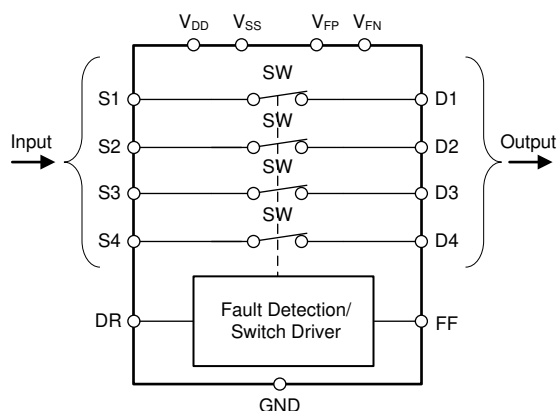 VDD VSS VFP VFN
SW
S1 D1
SW
Input S2 D2 Output
SW
S3 D3
SW
S4 D4
Fault Detection/
DR Switch Driver FF
GND